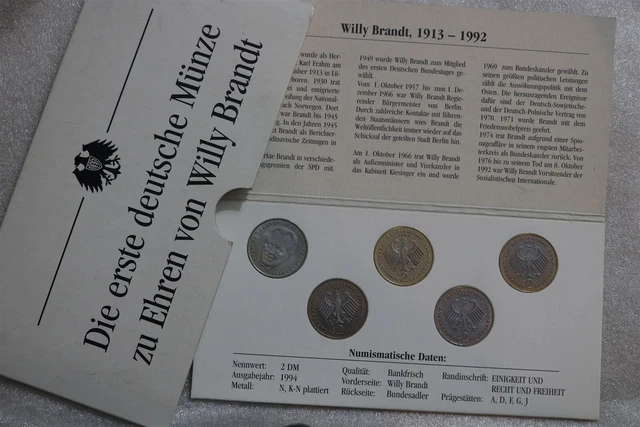 Die erste deutsche Münze
zu Ehren von Willy Brandt
Willy Brandt, 1913 – 1992
wurde als Her-
Karl Frahm am
1913 in Lü-
1930 trat
und emigrierte
der National-
nach Norwegen. Dort
war Brandt bis 1945
In den Jahren 1945
Brandt als Berichter-
Zeitungen in
Brandt in verschiede-
der SPD mit.
1949 wurde Willy Brandt zum Mitglied
des ersten Deutschen Bundestages gewählt.
Vom 1. Oktober 1957 bis zum 1. De-
zember 1966 war Willy Brandt Regie-
render Bürgermeister von Berlin.
Durch zahlreiche Kontakte mit führen-
den Staatsmännern wies Brandt die
Weltöffentlichkeit immer wieder auf das
Schicksal der geteilten Stadt Berlin hin.
Am 1. Oktober 1966 trat Willy Brandt
als Außenminister und Vizekanzler in
das Kabinett Kiesinger ein und wurde
1969 zum Bundeskanzler gewählt. Zu
seinen größten politischen Leistungen
zählt die Aussöhnungspolitik mit dem
Osten. Die herausragenden Ereignisse
dafür sind der Deutsch-Sowjetische-
und der Deutsch-Polnische Vertrag von
1970. 1971 wurde Brandt mit dem
Friedensnobelpreis geehrt.
1974 trat Brandt aufgrund einer Spio-
nageaffäre in seinem engsten Mitarbei-
terkreis als Bundeskanzler zurück. Von
1976 bis zu seinem Tod am 8. Oktober
1992 war Willy Brandt Vorsitzender der
Sozialistischen Internationale.
Numismatische Daten:
Nennwert: 2 DM
Ausgabejahr: 1994
Metall: N, K-N plattiert
Qualität: Bankfrisch
Vorderseite: Willy Brandt
Rückseite: Bundesadler
Randinschrift: EINIGKEIT UND
RECHT UND FREIHEIT
Prägestätten: A, D, F, G, J